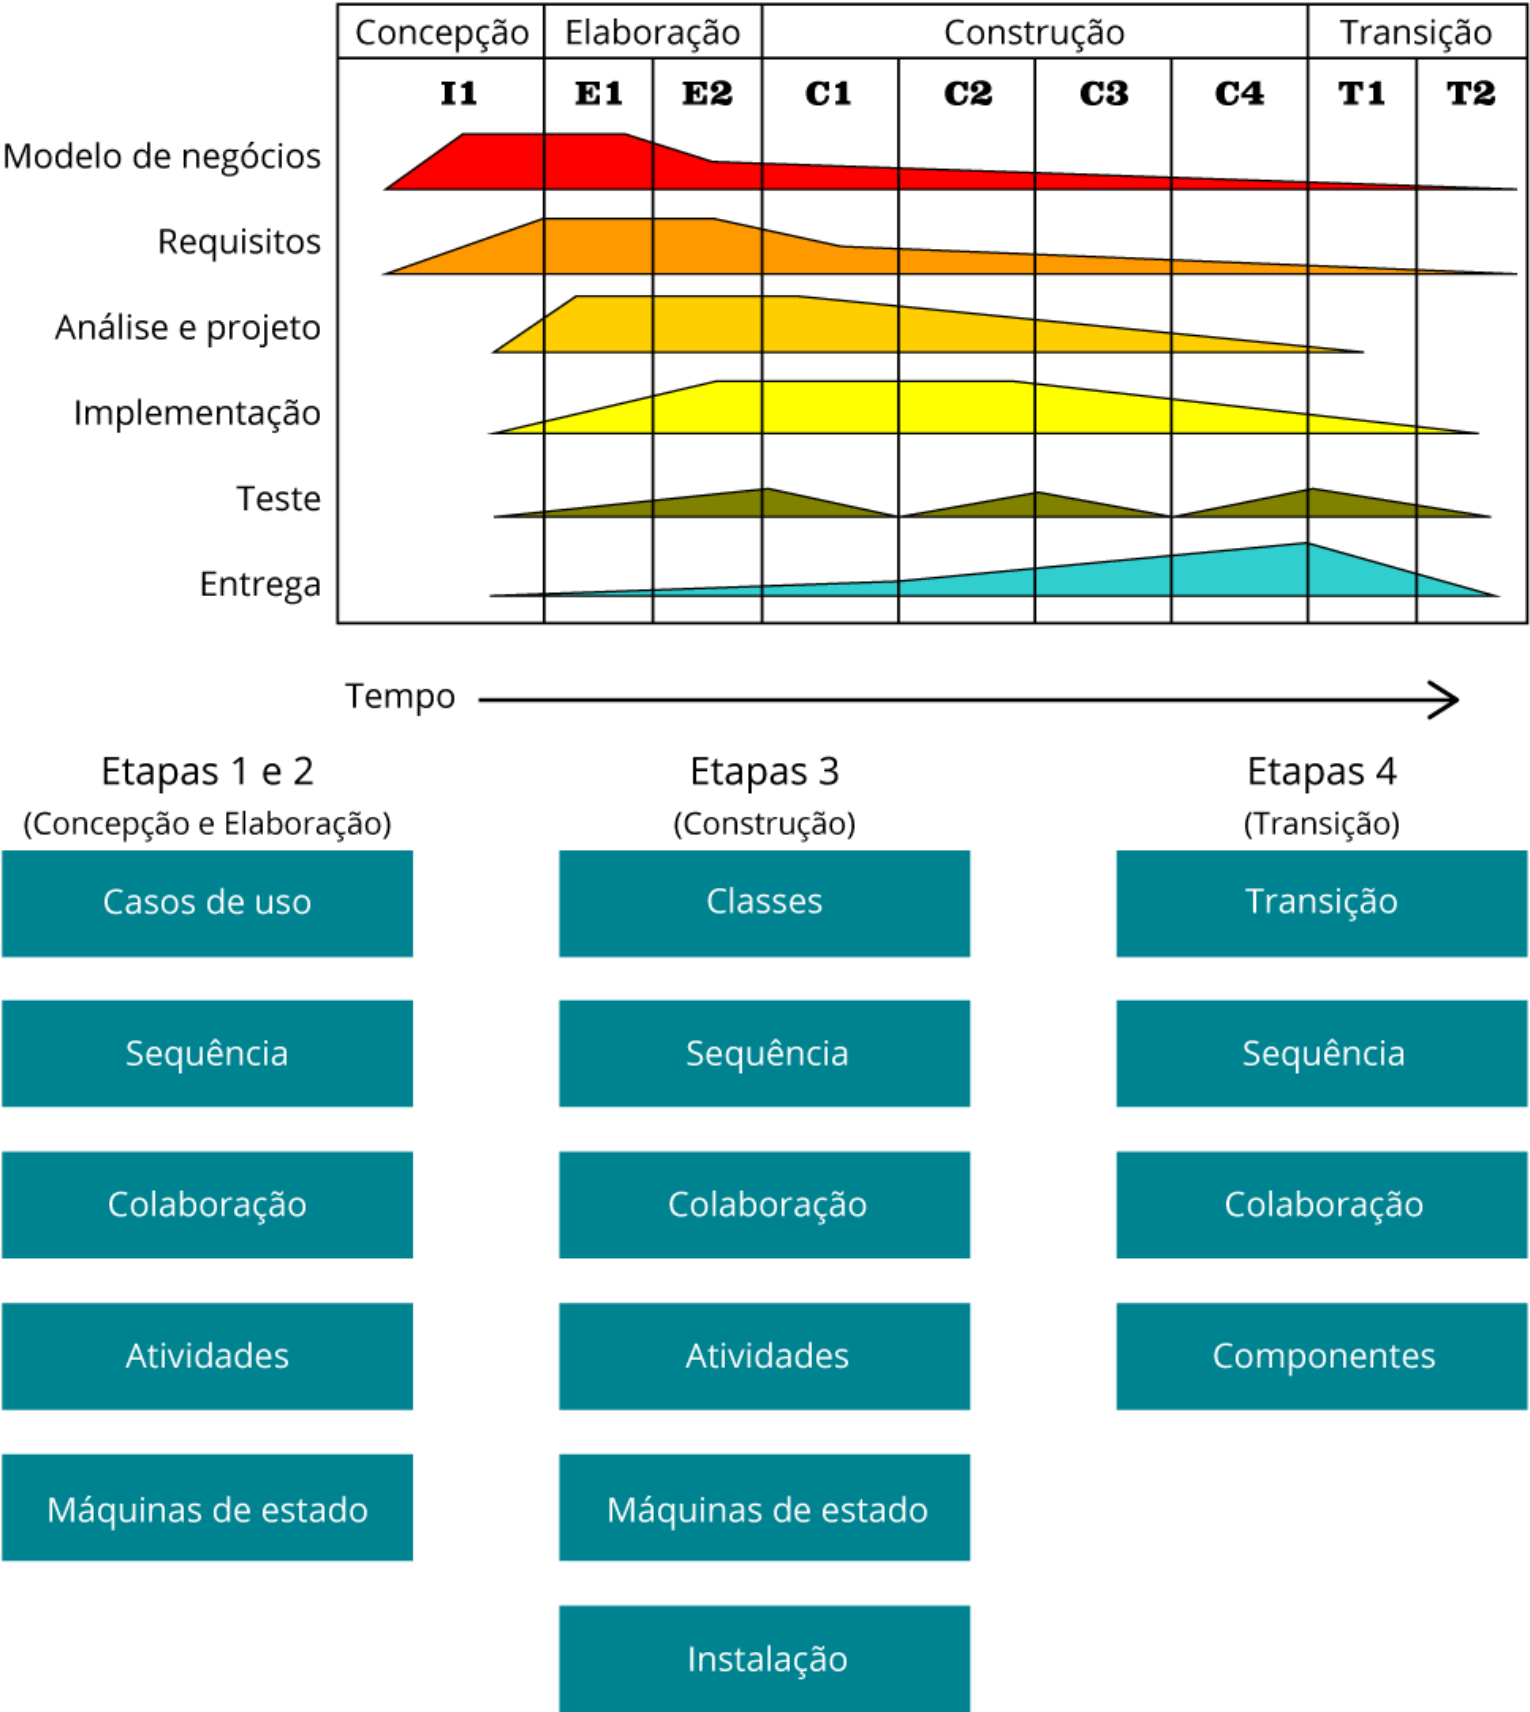 Concepção Elaboração Construção Transição
I1 E1 E2 C1 C2 C3 C4 T1 T2
Modelo de negócios
Requisitos
Análise e projeto
Implementação
Teste
Entrega
Tempo
Etapas 1 e 2
(Concepção e Elaboração)
Casos de uso
Sequência
Colaboração
Atividades
Máquinas de estado
Etapas 3
(Construção)
Classes
Sequência
Colaboração
Atividades
Máquinas de estado
Instalação
Etapas 4
(Transição)
Transição
Sequência
Colaboração
Componentes